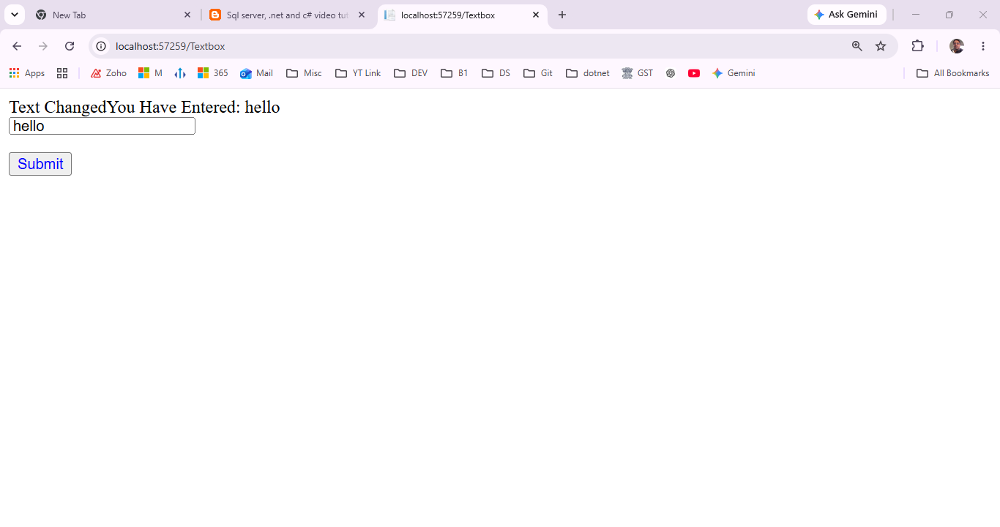 New Tab
Sql server, .net and c# video tut
localhost:57259/Textbox
Ask Gemini
localhost:57259/Textbox
Apps Zoho M 365 Mail Misc YT Link DEV B1 DS Git dotnet GST Gemini All Bookmarks
Text ChangedYou Have Entered: hello
hello
Submit